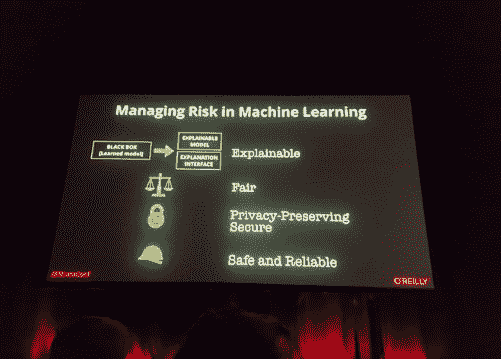 Managing Risk in Machine Learning
BLACK BOX
(Learned model)
EXPLAINABLE
MODEL
EXPLANATION
INTERFACE
Explainable
Fair
Privacy-Preserving
Secure
Safe and Reliable
O'REILLY